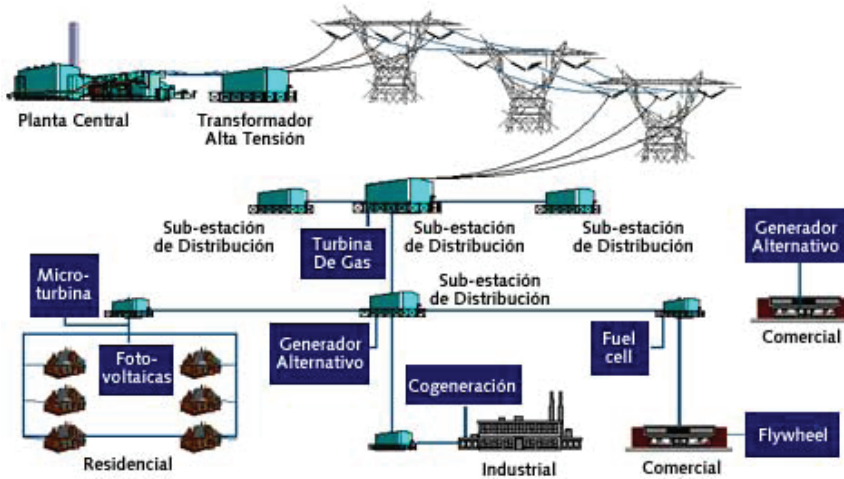 Planta Central
Transformador
Alta Tensión
Sub-estación
de Distribución
Turbina
De Gas
Sub-estación
de Distribución
Sub-estación
de Distribución
Generador
Alternativo
Comercial
Micro-
turbina
Sub-estación
de Distribución
Foto-
voltaicas
Generador
Alternativo
Fuel
cell
Cogeneración
Residencial
Industrial
Comercial
Flywheel